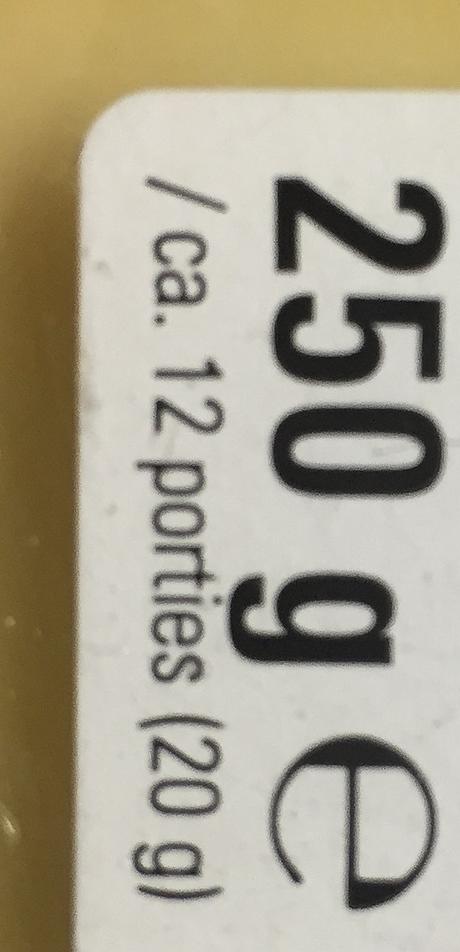 250 g ℮
/ ca. 12 porties (20 g)